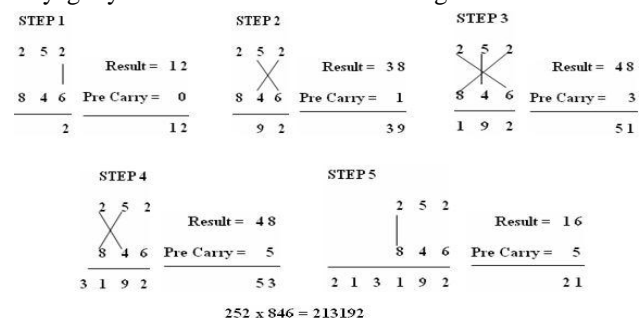 STEP 1
2 5 2
Result = 1 2
8 4 6 Pre Carry = 0
2 1 2
STEP 2
2 5 2
Result = 3 8
8 4 6 Pre Carry = 1
9 2 3 9
STEP 3
2 5 2
Result = 4 8
8 4 6 Pre Carry = 3
1 9 2 5 1
STEP 4
2 5 2
Result = 4 8
8 4 6 Pre Carry = 5
3 1 9 2 5 3
STEP 5
2 5 2
Result = 1 6
8 4 6 Pre Carry = 5
2 1 3 1 9 2 2 1
252 x 846 = 213192